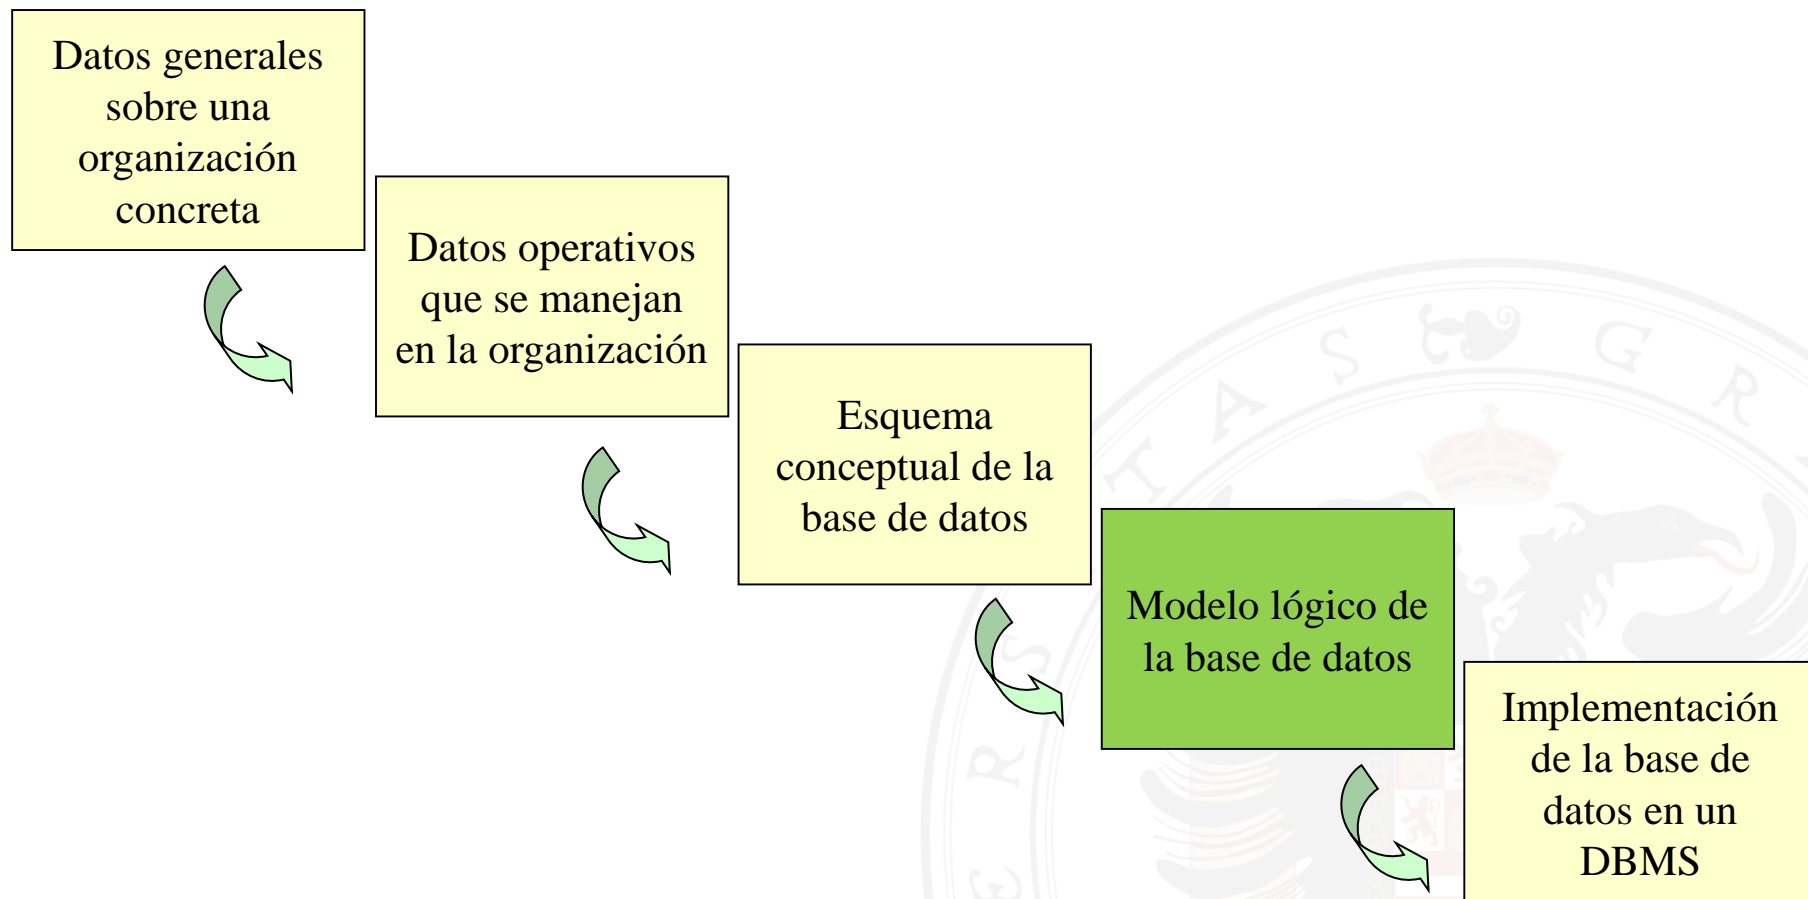 Datos generales
sobre una
organización
concreta
Datos operativos
que se manejan
en la organización
Esquema
conceptual de la
base de datos
Modelo lógico de
la base de datos
Implementación
de la base de
datos en un
DBMS